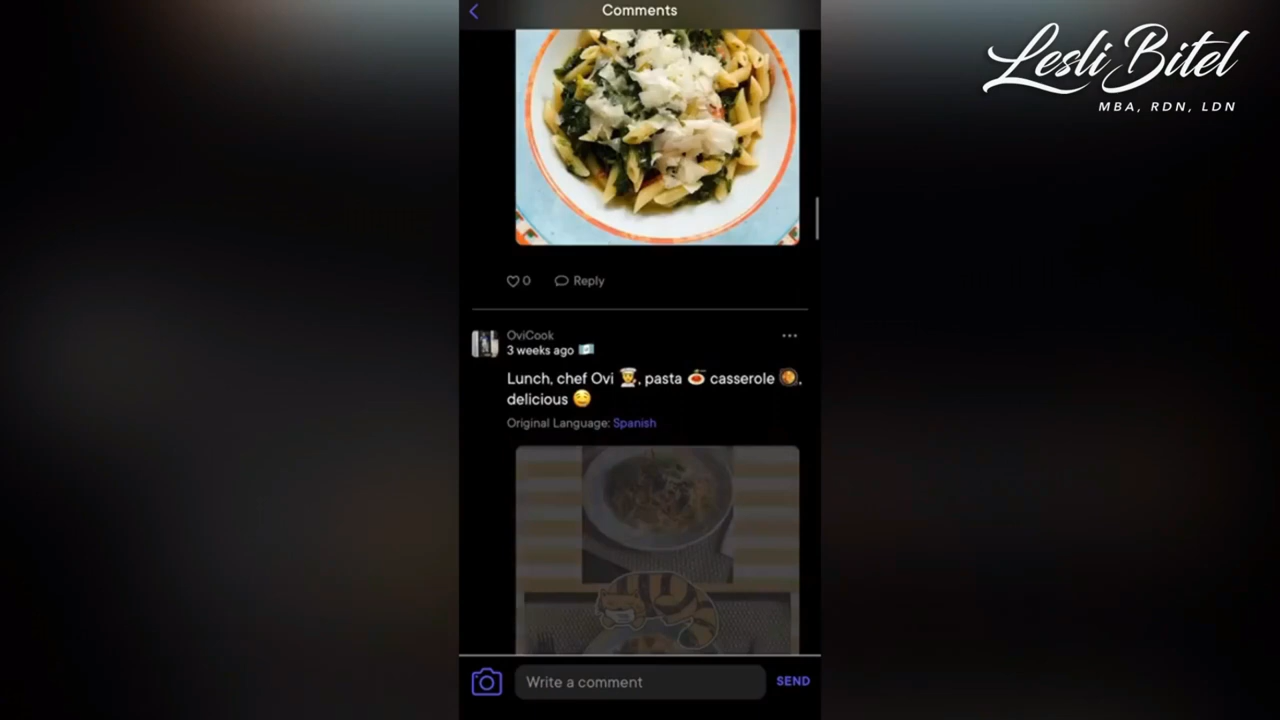 Comments
Lesli Bitel
MBA, RDN, LDN
0 Reply
OviCook
3 weeks ago
Lunch, chef Ovi 👨‍🍳, pasta 🍝 casserole 🥘,
delicious 🤤
Original Language: Spanish
Write a comment
SEND